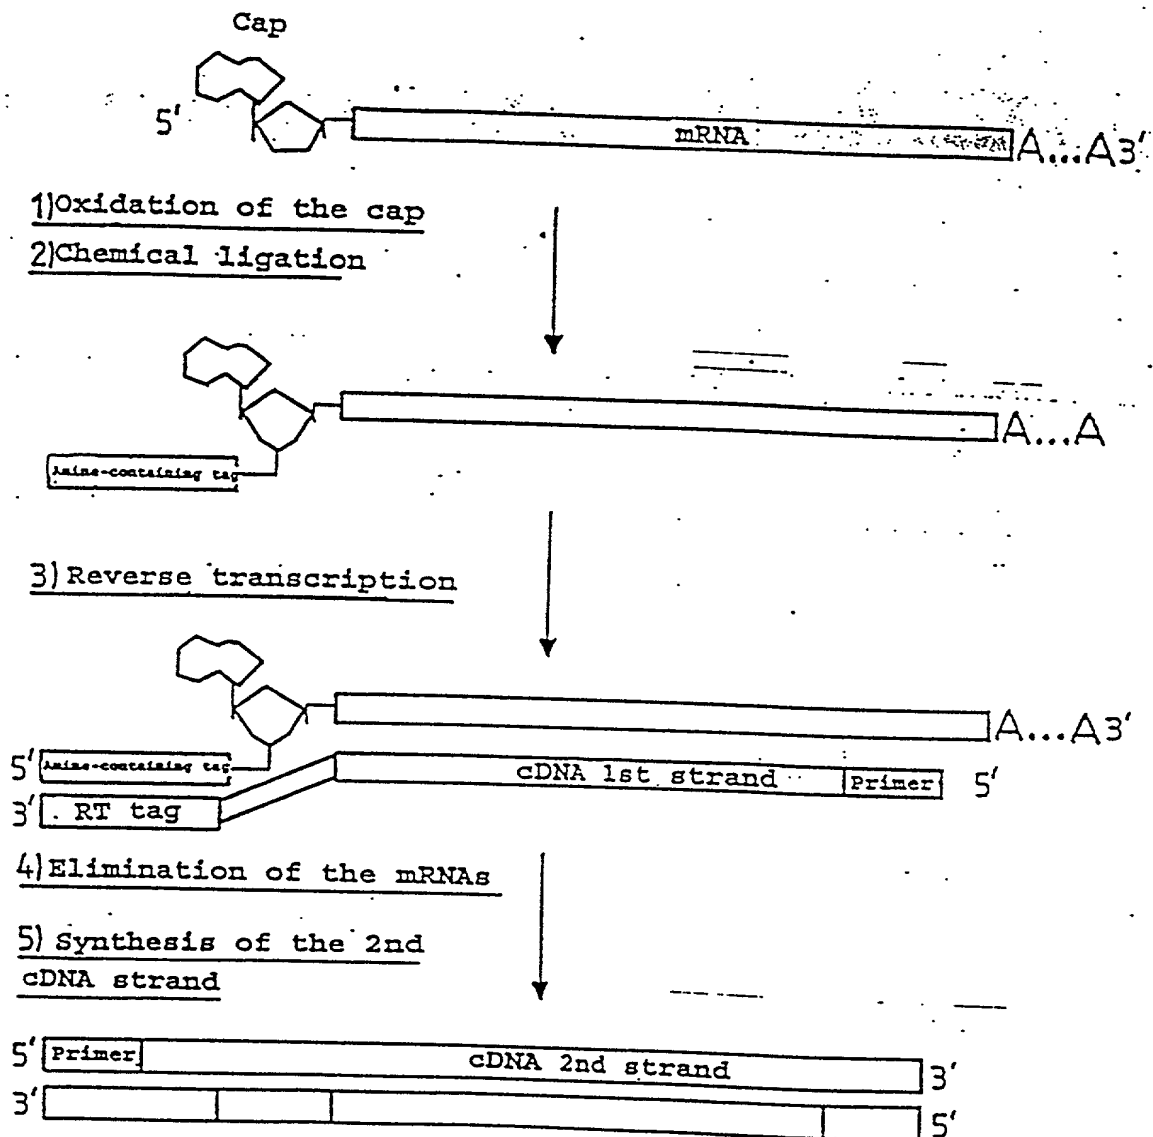 Cap
5' mRNA A...A3'
1)Oxidation of the cap
2)Chemical ligation
A...A
Amine-containing tag
3) Reverse transcription
A...A3'
5' Amine-containing tag
cDNA 1st strand Primer 5'
3' RT tag
4)Elimination of the mRNAs
5) Synthesis of the 2nd
cDNA strand
5' Primer cDNA 2nd strand 3'
3' 5'